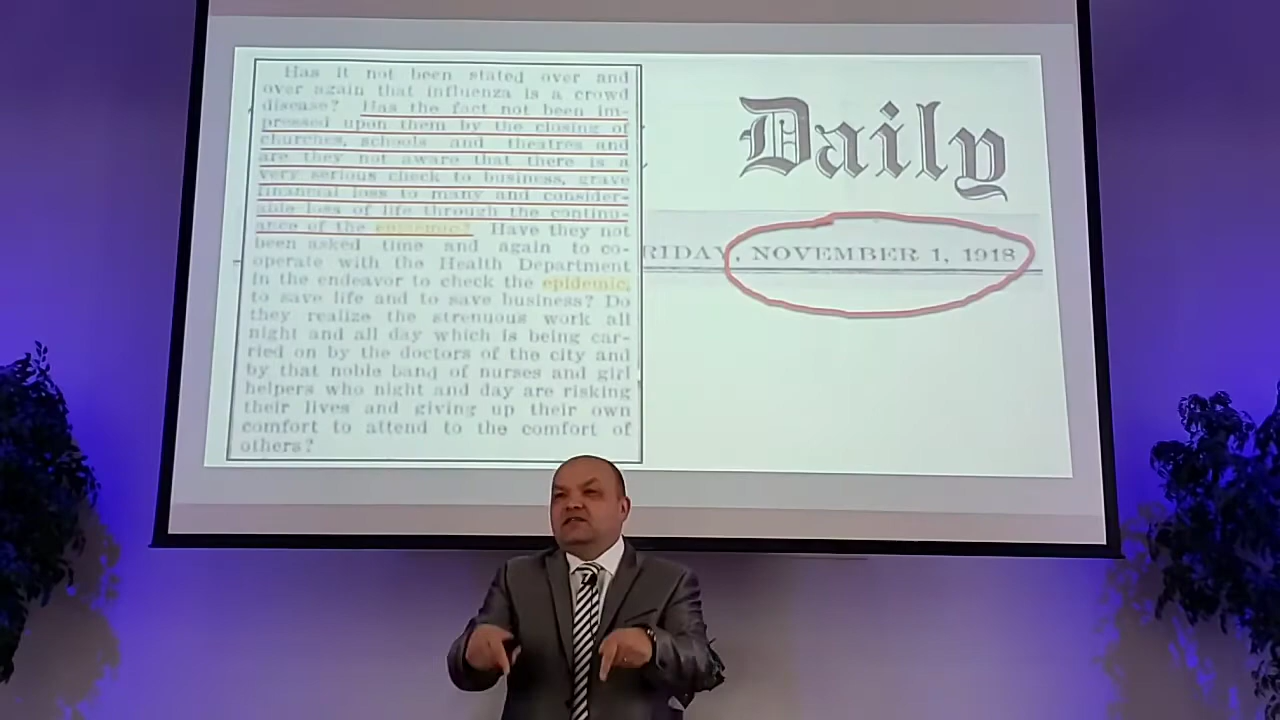 Has it not been stated over and
over again that influenza is a crowd
disease? Has the fact not been im-
pressed upon them by the closing of
churches, schools and theatres and
are they not aware that there is a
very serious check to business, grave
financial loss to many and consider-
able loss of life through the continu-
ance of the epidemic? Have they not
been asked time and again to co-
operate with the Health Department
in the endeavor to check the epidemic,
to save life and to save business? Do
they realize the strenuous work all
night and all day which is being car-
ried on by the doctors of the city and
by that noble band of nurses and girl
helpers who night and day are risking
their lives and giving up their own
comfort to attend to the comfort of
others?
Daily
RIDAY, NOVEMBER 1, 1918